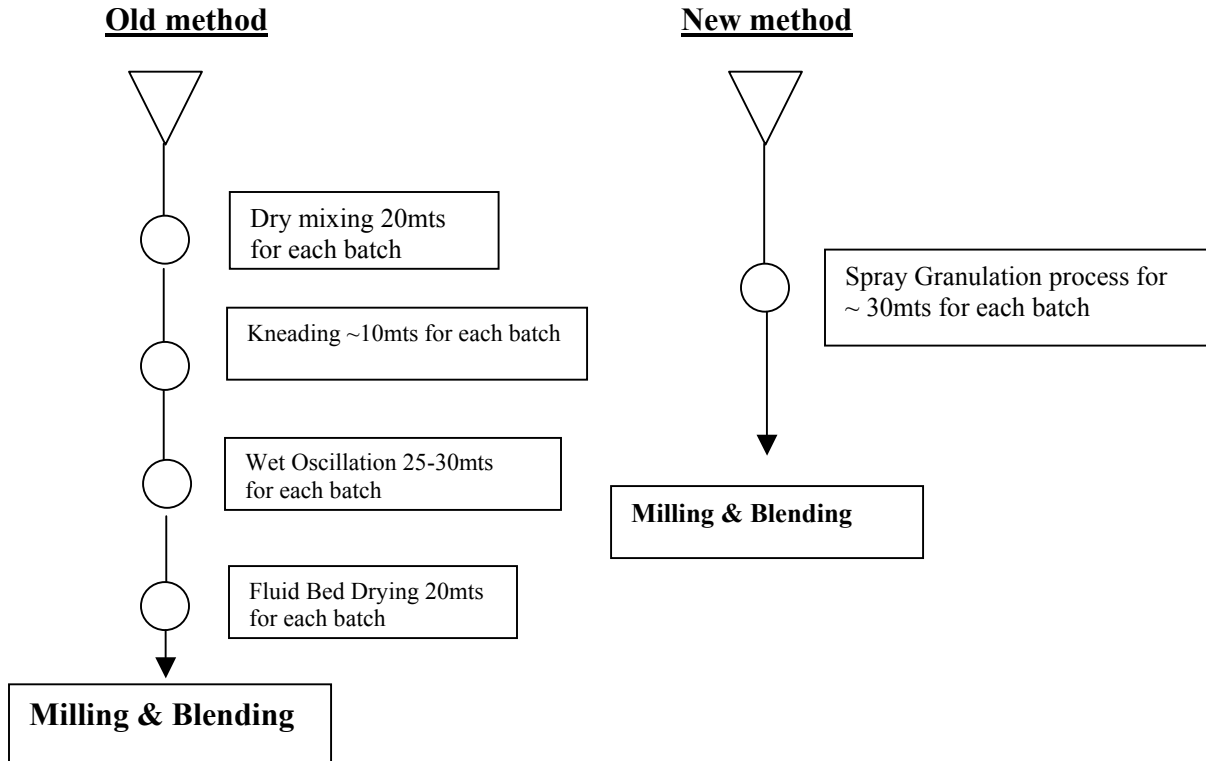 Old method
Dry mixing 20mts
for each batch
Kneading ~10mts for each batch
Wet Oscillation 25-30mts
for each batch
Fluid Bed Drying 20mts
for each batch
Milling & Blending
New method
Spray Granulation process for
~ 30mts for each batch
Milling & Blending